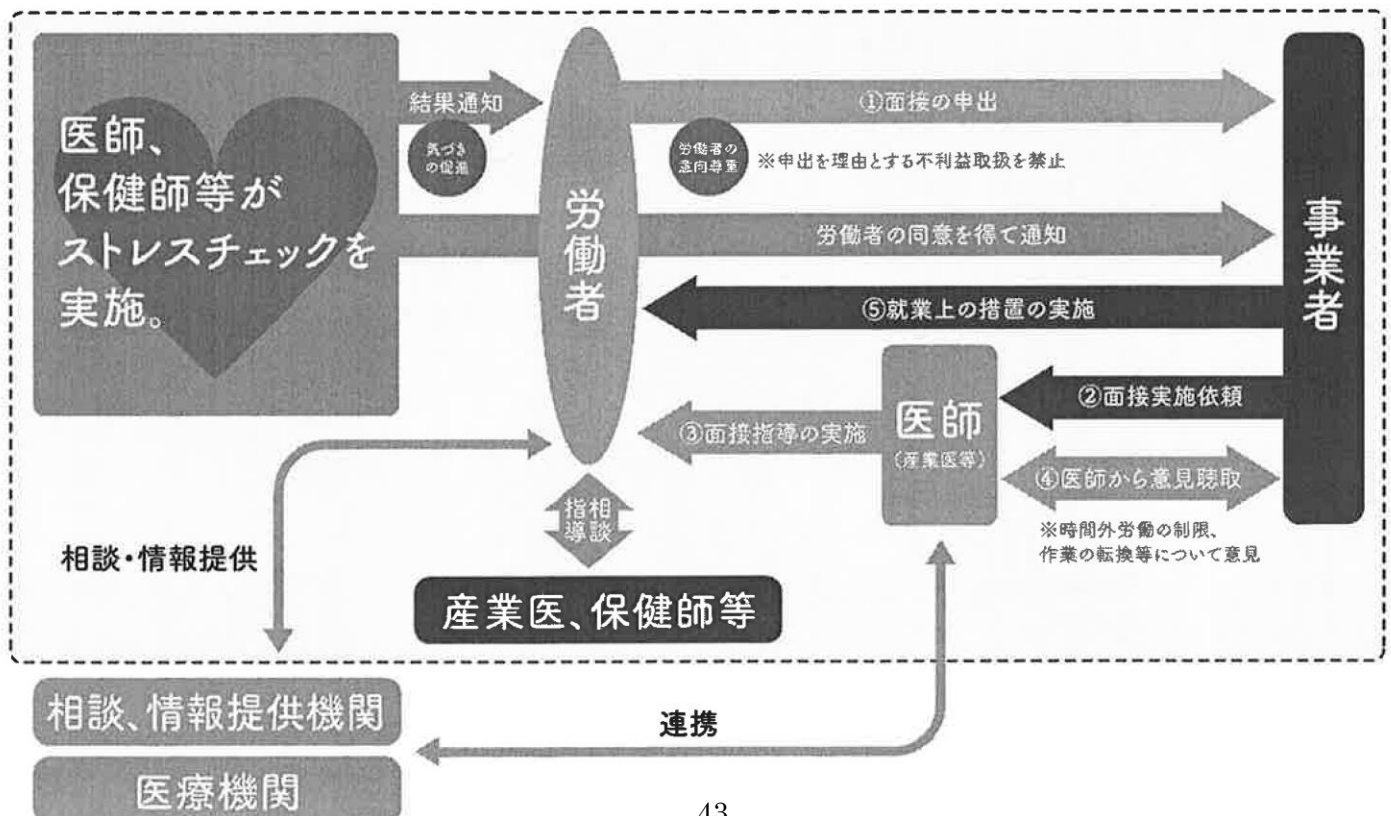 医師、
保健師等が
ストレスチェックを
実施。
結果通知
気づき
の促進
労働者
①面接の申出
労働者の
意向尊重
※申出を理由とする不利益取扱を禁止
労働者の同意を得て通知
⑤就業上の措置の実施
事業者
②面接実施依頼
③面接指導の実施
医師
(産業医等)
④医師から意見聴取
※時間外労働の制限、
作業の転換等について意見
相談
指導
産業医、保健師等
相談・情報提供
相談、情報提供機関
連携
医療機関
43